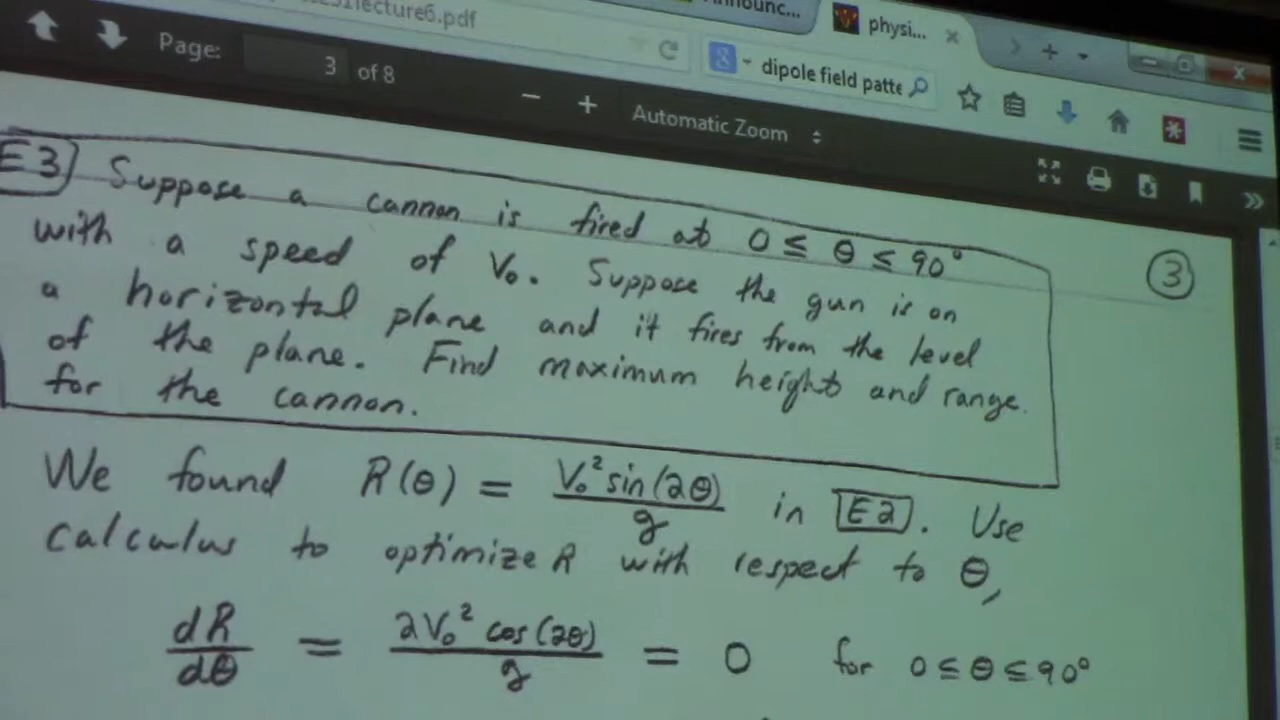 lecture6.pdf
physi...
Page: 3 of 8
dipole field patte
Automatic Zoom
E3 Suppose a cannon is fired at 0 ≤ θ ≤ 90°
with a speed of V₀. Suppose the gun is on
a horizontal plane and it fires from the level
of the plane. Find maximum height and range
for the cannon.
3
We found R(θ) = V₀² sin(2θ) / g in E2. Use
calculus to optimize R with respect to θ,
dR/dθ = 2V₀² cos(2θ) / g = 0 for 0 ≤ θ ≤ 90°